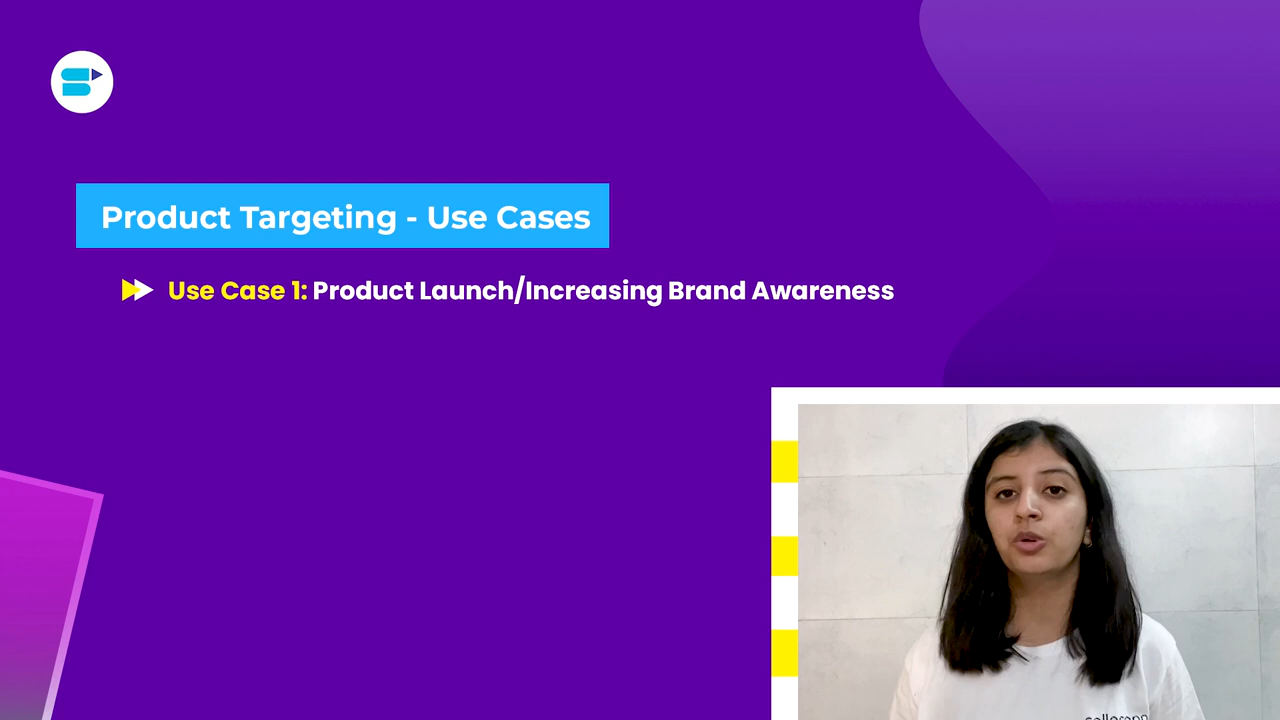 Product Targeting - Use Cases
Use Case 1: Product Launch/Increasing Brand Awareness